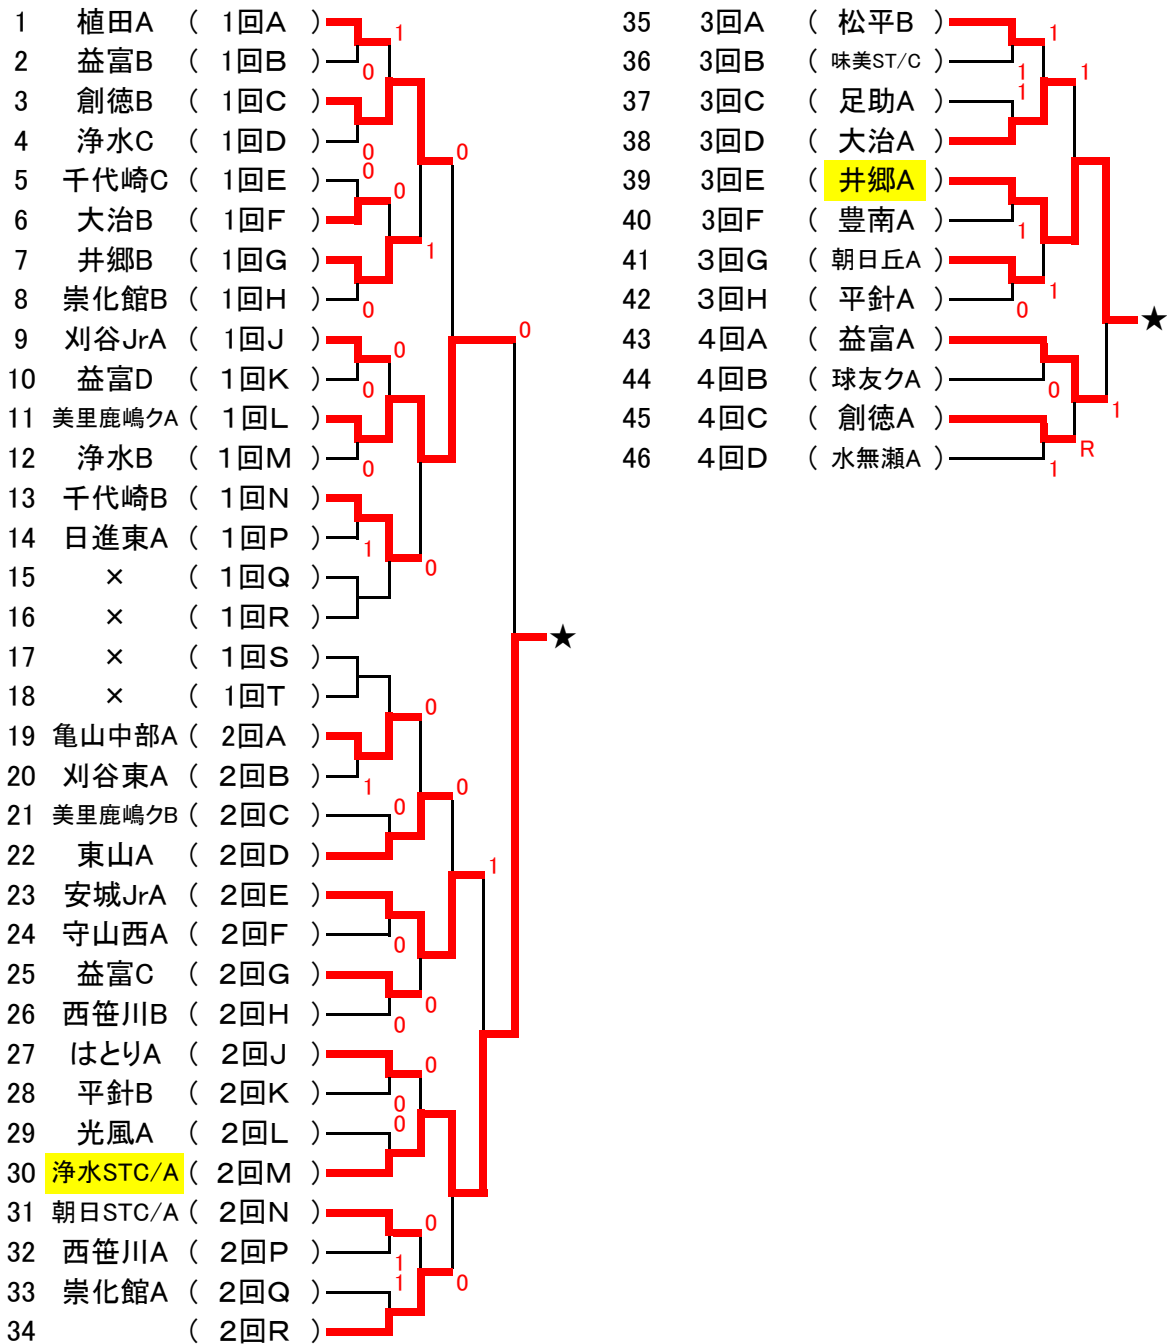 1 植田A ( 1回A ) 1
2 益富B ( 1回B ) 0
3 創徳B ( 1回C )
4 浄水C ( 1回D ) 0 0
5 千代崎C ( 1回E ) 0
6 大治B ( 1回F )
7 井郷B ( 1回G ) 1
8 崇化館B ( 1回H ) 0
9 刈谷JrA ( 1回J ) 0 0
10 益富D ( 1回K ) 0
11 美里鹿嶋クA ( 1回L )
12 浄水B ( 1回M ) 0
13 千代崎B ( 1回N )
14 日進東A ( 1回P ) 1
15 × ( 1回Q ) 0
16 × ( 1回R )
★
17 × ( 1回S )
18 × ( 1回T ) 0
19 亀山中部A ( 2回A )
20 刈谷東A ( 2回B ) 1 0
21 美里鹿嶋クB ( 2回C ) 0
22 東山A ( 2回D ) 1
23 安城JrA ( 2回E )
24 守山西A ( 2回F ) 0
25 益富C ( 2回G ) 0
26 西笹川B ( 2回H ) 0
27 はとりA ( 2回J ) 0
28 平針B ( 2回K ) 0
29 光風A ( 2回L ) 0
30 浄水STC/A ( 2回M )
31 朝日STC/A ( 2回N ) 0
32 西笹川A ( 2回P ) 1
33 崇化館A ( 2回Q ) 1 0
34 ( 2回R )
35 3回A ( 松平B ) 1
36 3回B ( 味美ST/C ) 1 1
37 3回C ( 足助A ) 1
38 3回D ( 大治A )
39 3回E ( 井郷A )
40 3回F ( 豊南A ) 1
41 3回G ( 朝日丘A ) 1
42 3回H ( 平針A ) 0
★
43 4回A ( 益富A )
44 4回B ( 球友クA ) 0 1
45 4回C ( 創徳A ) R
46 4回D ( 水無瀬A ) 1